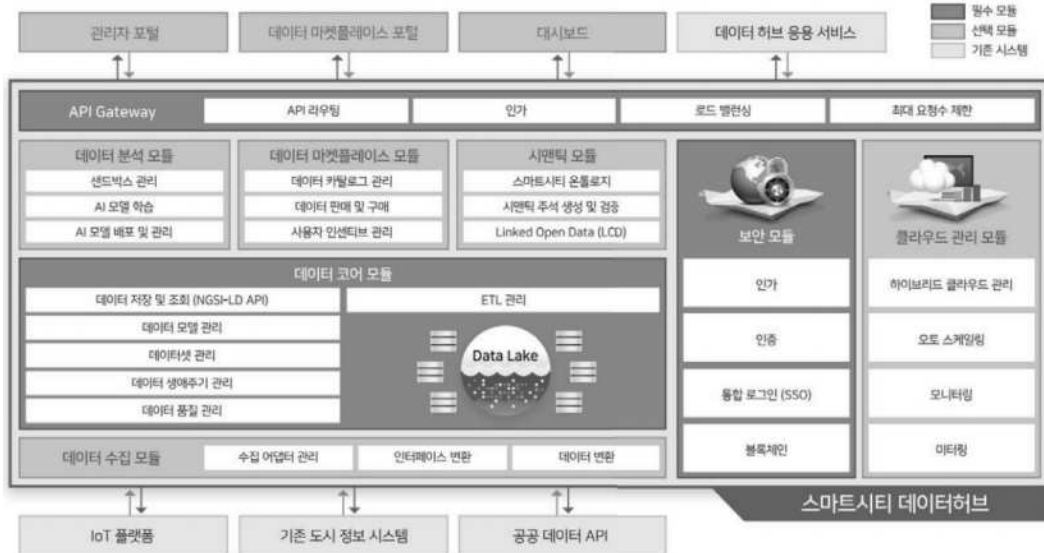 필수 모듈
선택 모듈
기존 시스템
관리자 포털
데이터 마켓플레이스 포털
대시보드
데이터 허브 응용 서비스
API Gateway
API 라우팅
인가
로드 밸런싱
최대 요청수 제한
데이터 분석 모듈
샌드박스 관리
AI 모델 학습
AI 모델 배포 및 관리
데이터 마켓플레이스 모듈
데이터 카탈로그 관리
데이터 판매 및 구매
사용자 인센티브 관리
시맨틱 모듈
스마트시티 온톨로지
시맨틱 주석 생성 및 검증
Linked Open Data (LCD)
데이터 코어 모듈
데이터 저장 및 조회 (NGSI-LD API)
데이터 모델 관리
데이터셋 관리
데이터 생애주기 관리
데이터 품질 관리
ETL 관리
Data Lake
데이터 수집 모듈
수집 어댑터 관리
인터페이스 변환
데이터 변환
보안 모듈
인가
인증
통합 로그인 (SSO)
블록체인
클라우드 관리 모듈
하이브리드 클라우드 관리
오토 스케일링
모니터링
미터링
스마트시티 데이터허브
IoT 플랫폼
기존 도시 정보 시스템
공공 데이터 API